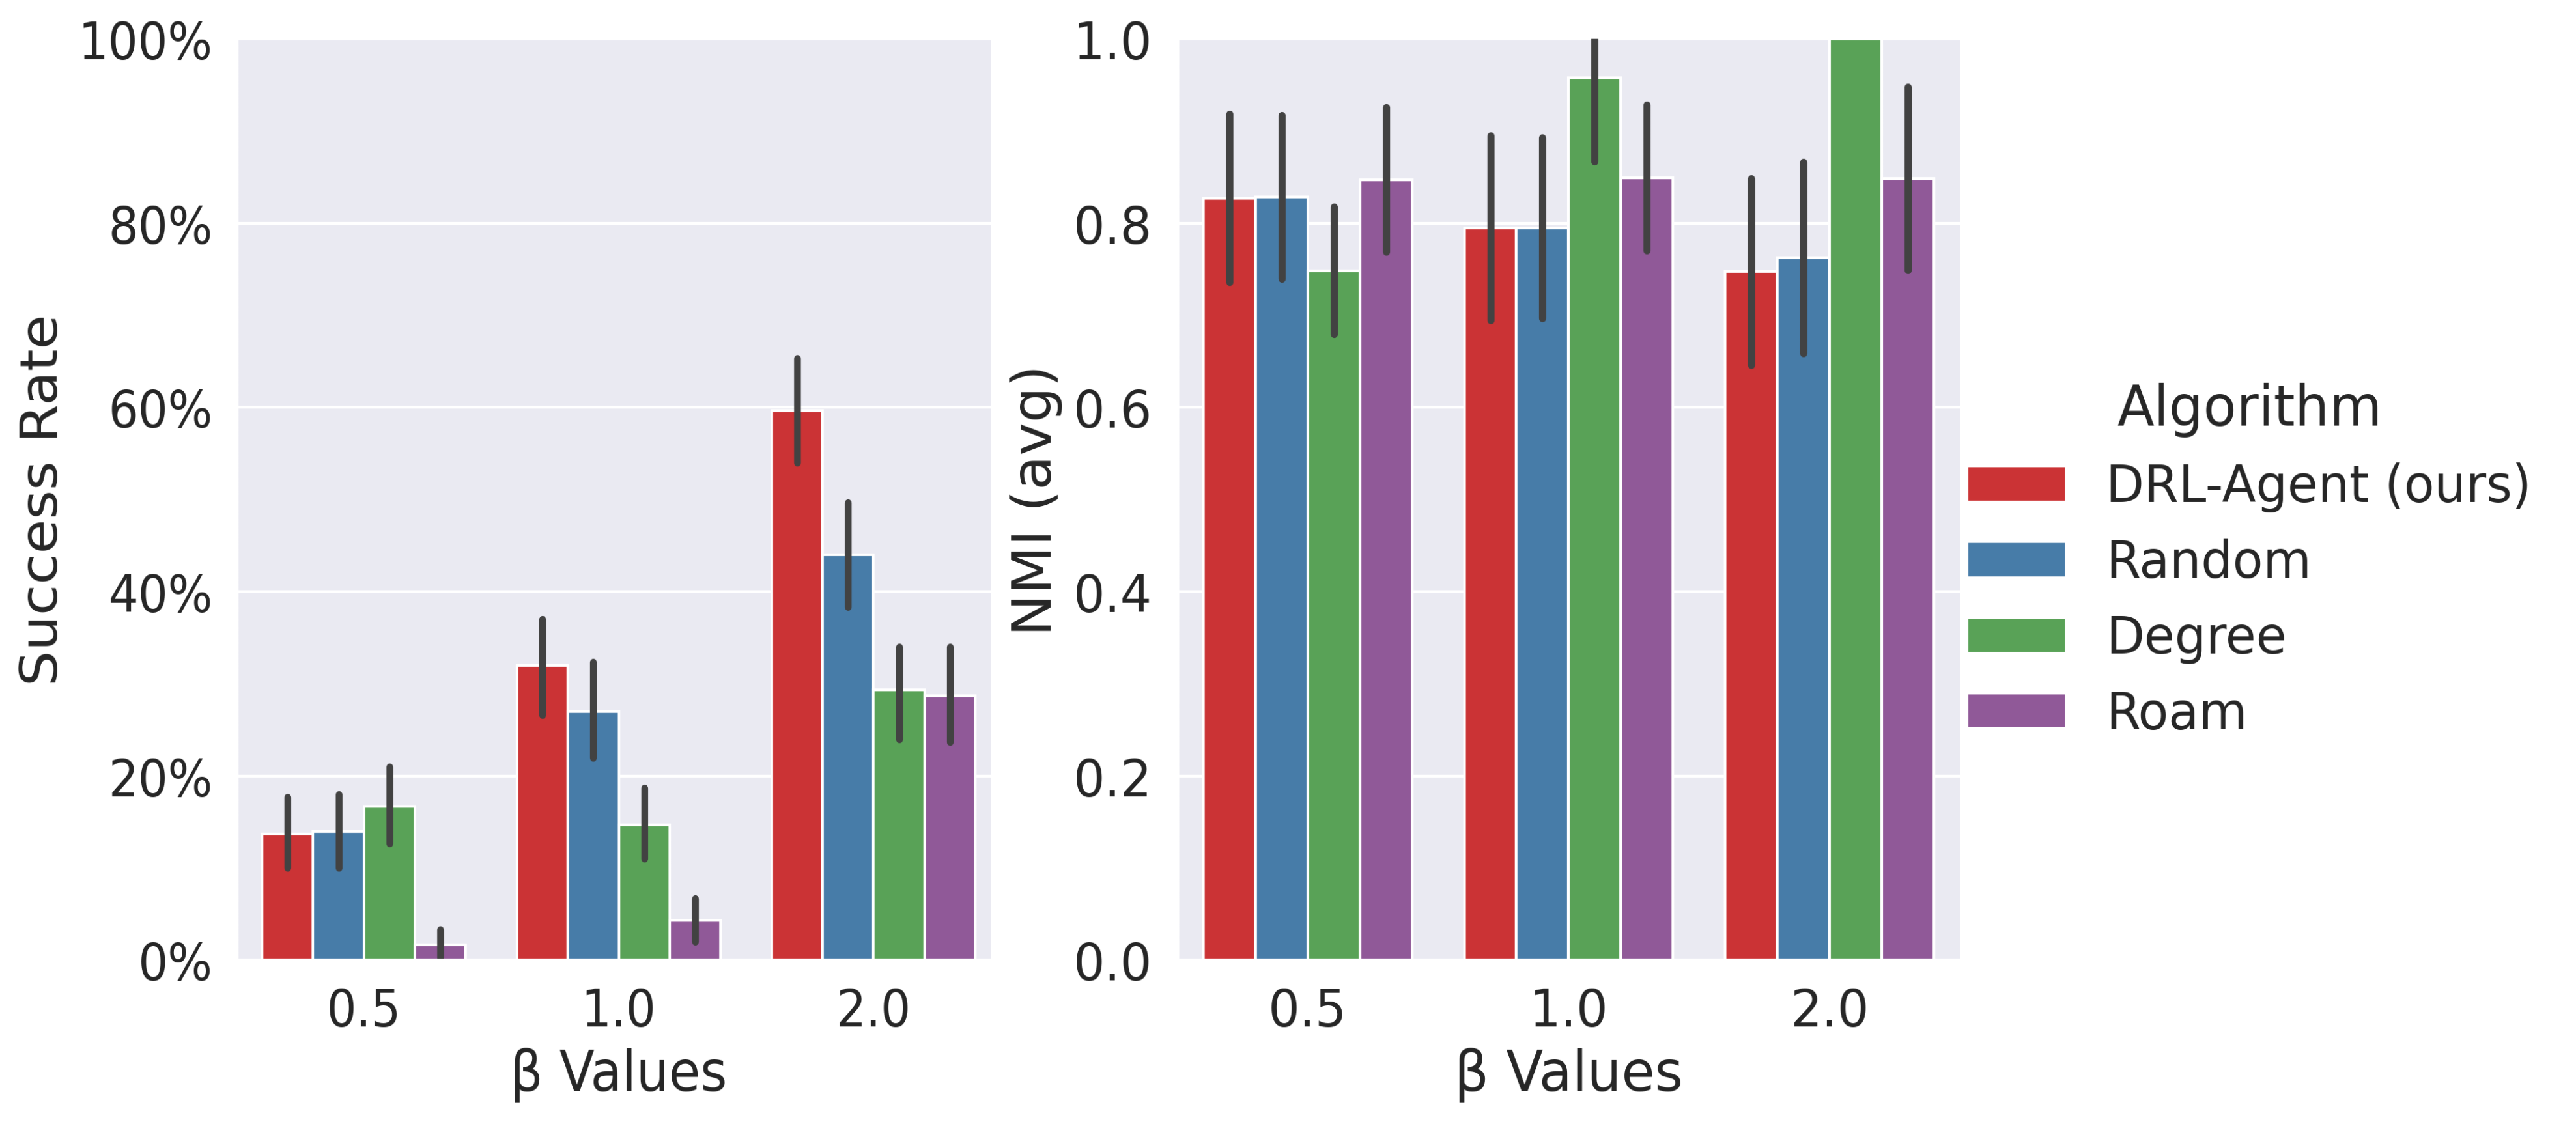 100%
80%
60%
40%
20%
0%
Success Rate
0.5 1.0 2.0
β Values
1.0
0.8
0.6
0.4
0.2
0.0
NMI (avg)
0.5 1.0 2.0
β Values
Algorithm
DRL-Agent (ours)
Random
Degree
Roam